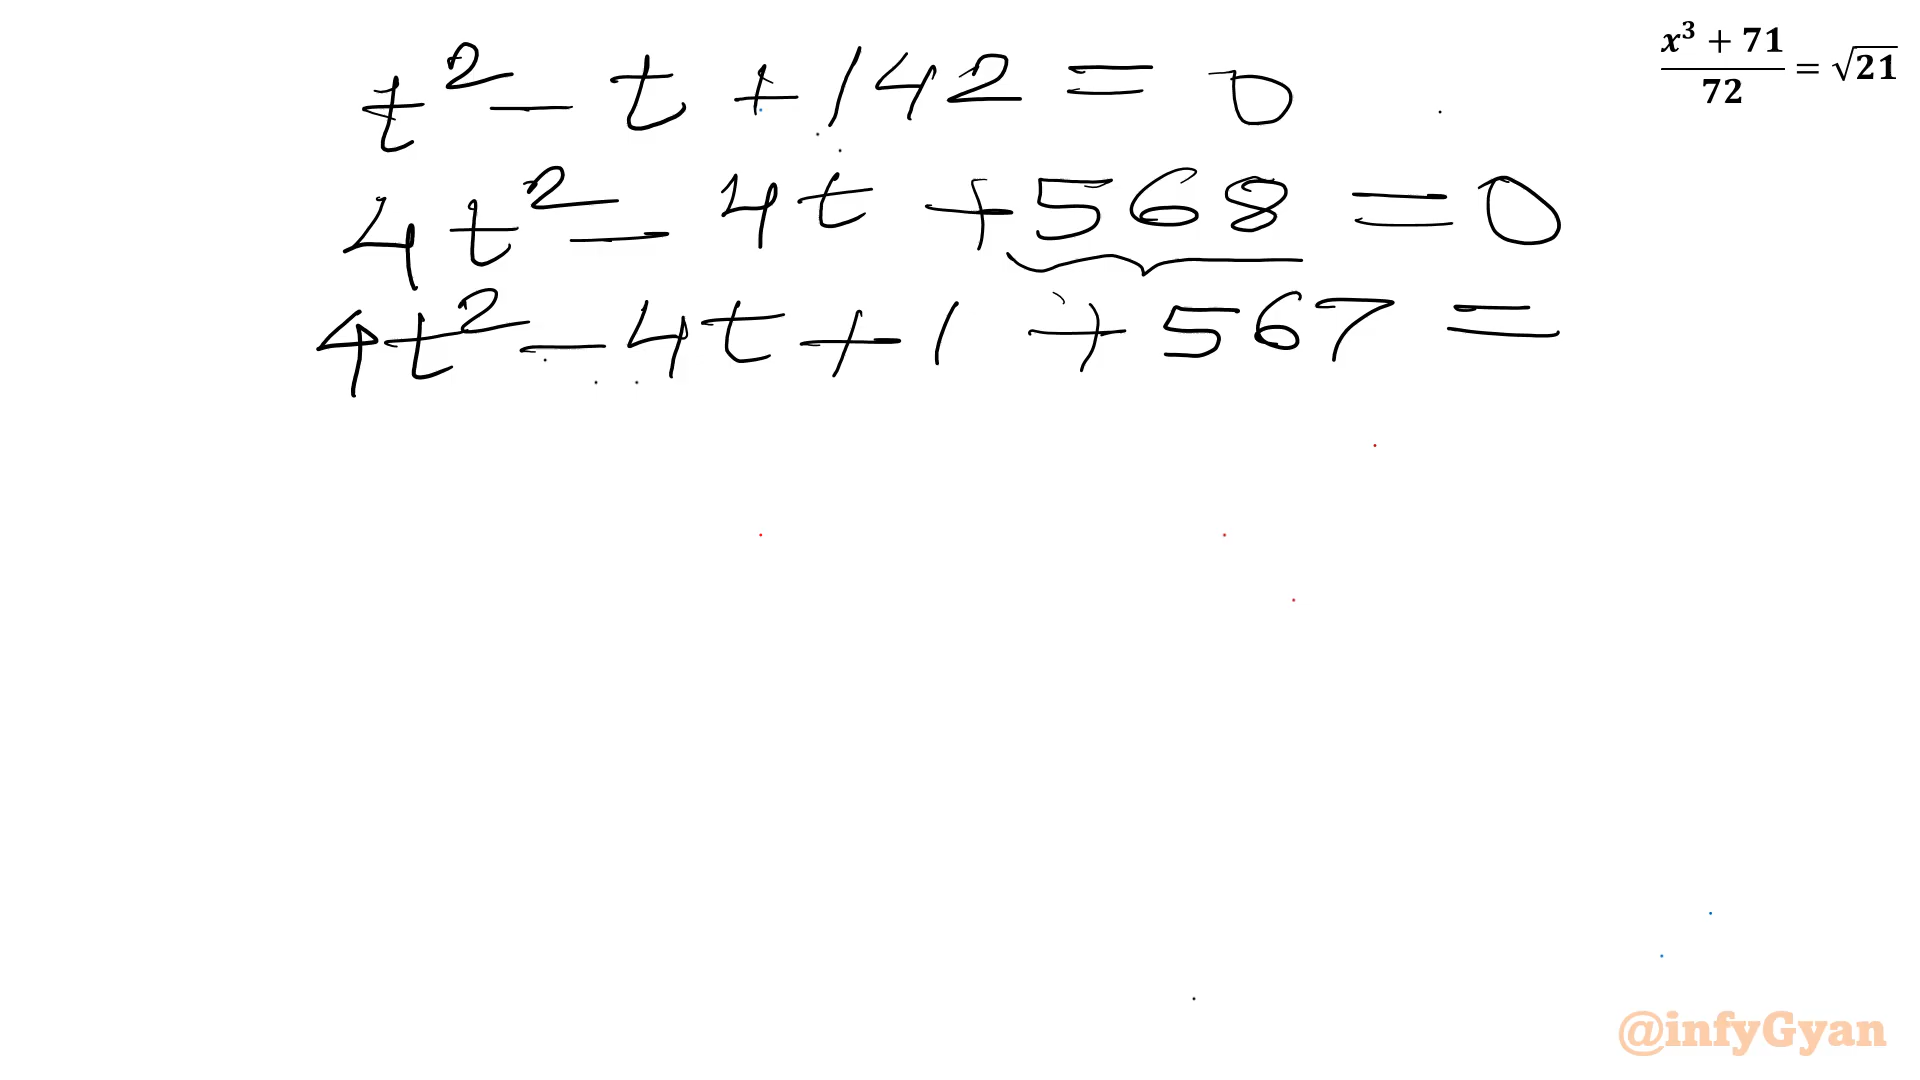 t² - t + 142 = 0
4t² - 4t + 568 = 0
4t² - 4t + 1 + 567 =
x³ + 71
72
= √21
@infyGyan